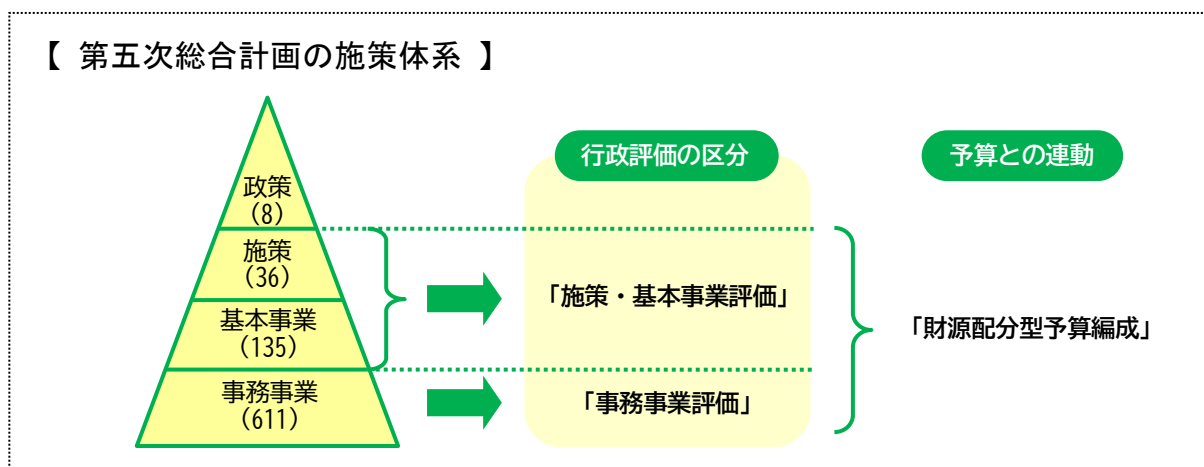 【 第五次総合計画の施策体系 】
行政評価の区分
予算との連動
政策
(8)
施策
(36)
基本事業
(135)
事務事業
(611)
「施策・基本事業評価」
「事務事業評価」
「財源配分型予算編成」